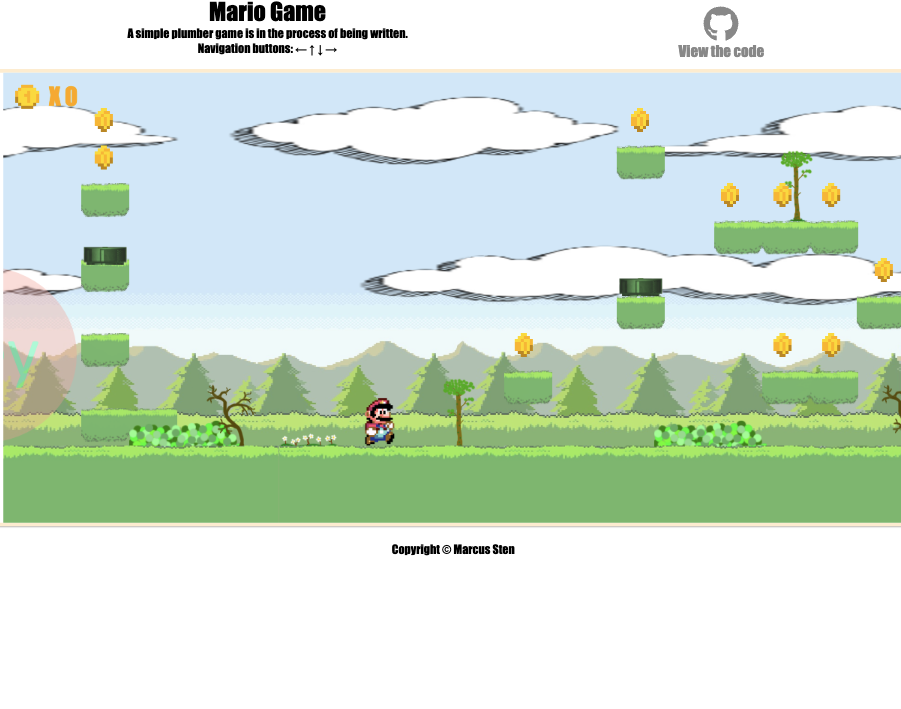 Mario Game
A simple plumber game is in the process of being written.
Navigation buttons: ←↑↓→
View the code
X 0
y
Copyright © Marcus Sten